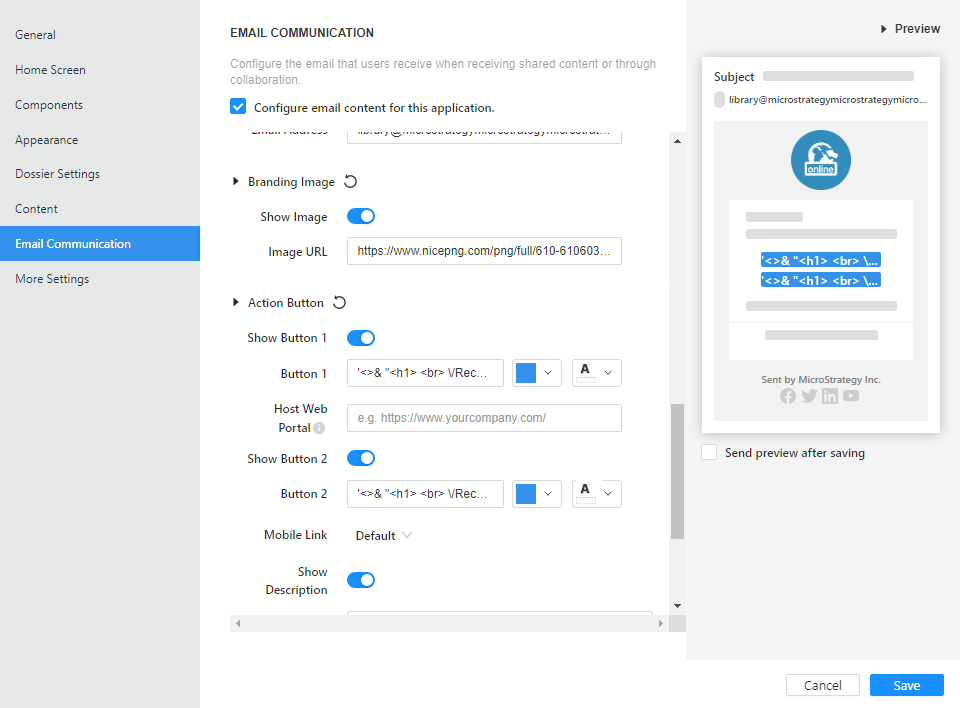 General
Home Screen
Components
Appearance
Dossier Settings
Content
Email Communication
More Settings
EMAIL COMMUNICATION
Configure the email that users receive when receiving shared content or through
collaboration.
Configure email content for this application.
Email Address library@microstrategymicrostrategymicrostrat...
Branding Image
Show Image
Image URL https://www.nicepng.com/png/full/610-610603...
Action Button
Show Button 1
Button 1 '<>& "<h1> <br> \/Rec... A
Host Web
Portal e.g. https://www.yourcompany.com/
Show Button 2
Button 2 '<>& "<h1> <br> \/Rec... A
Mobile Link Default
Show
Description
Preview
Subject
library@microstrategymicrostrategymicro...
online
'<>& "<h1> <br> \...
'<>& "<h1> <br> \...
Sent by MicroStrategy Inc.
Send preview after saving
Cancel Save